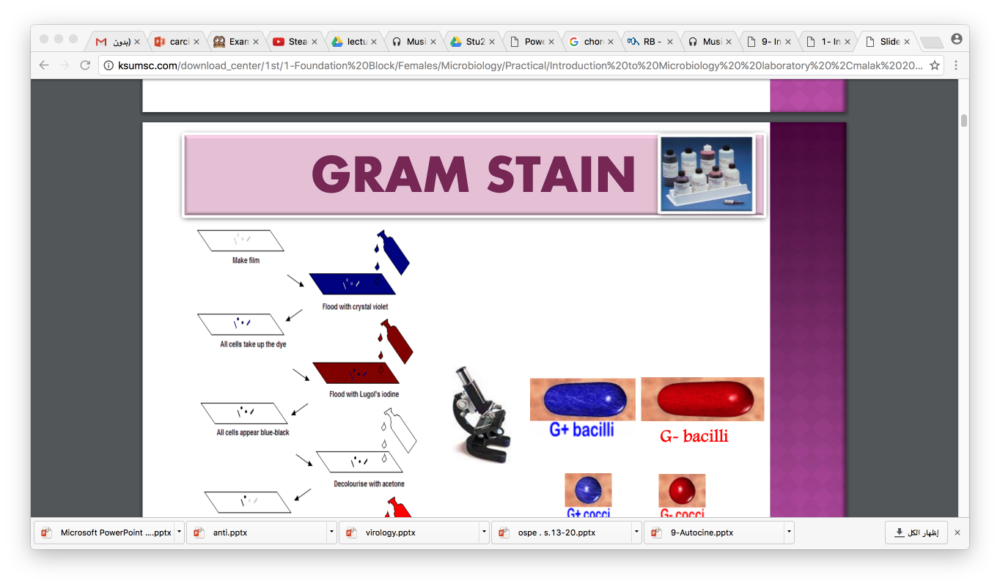 (بدون
carci
Exam
Stea
lectu
Musi
Stu2
Powe
chor
RB -
Musi
9- In
1- In
Slide
ksumsc.com/download_center/1st/1-Foundation%20Block/Females/Microbiology/Practical/Introduction%20to%20Microbiology%20%20laboratory%20%2Cmalak%2020...
GRAM STAIN
Make film
Flood with crystal violet
All cells take up the dye
Flood with Lugol's iodine
All cells appear blue-black
Decolourise with acetone
G+ bacilli
G- bacilli
G+ cocci
G- cocci
Microsoft PowerPoint ....pptx
anti.pptx
virology.pptx
ospe . s.13-20.pptx
9-Autocine.pptx
إظهار الكل